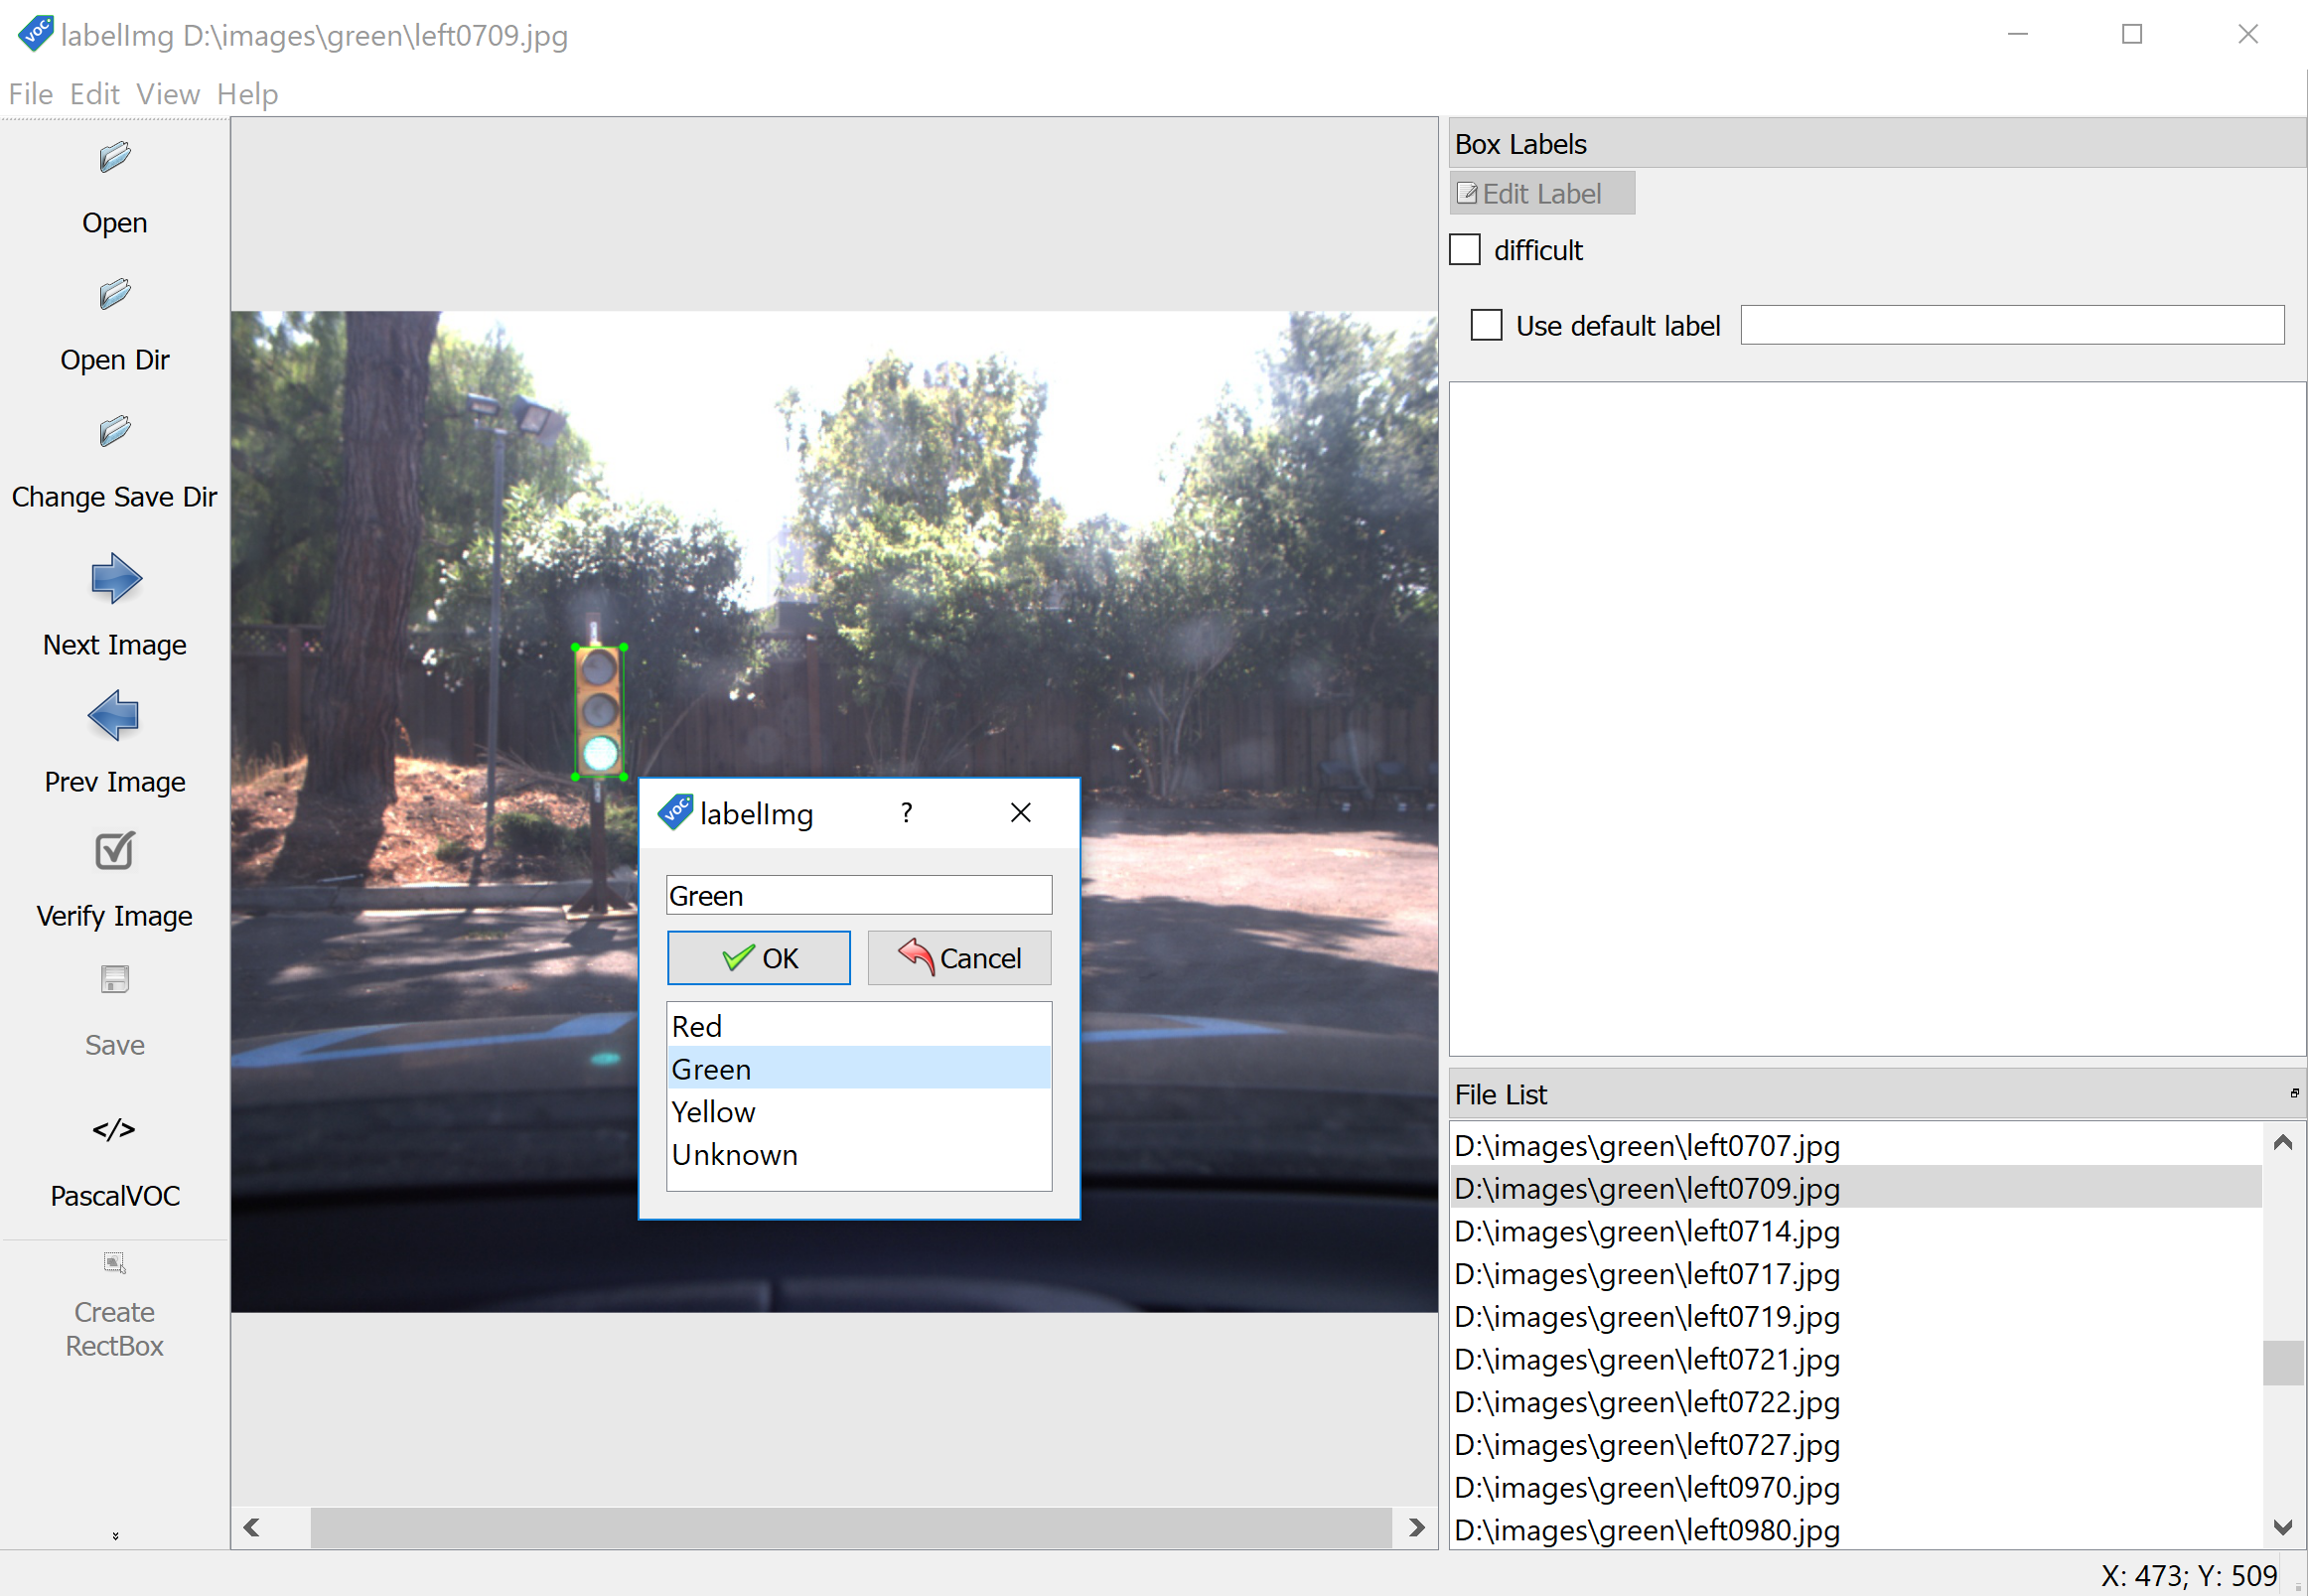 labelImg D:\images\green\left0709.jpg
File Edit View Help
Open
Open Dir
Change Save Dir
Next Image
Prev Image
Verify Image
Save
</>
PascalVOC
Create
RectBox
VOC labelImg ?
Green
OK Cancel
Red
Green
Yellow
Unknown
Box Labels
Edit Label
difficult
Use default label
File List
D:\images\green\left0707.jpg
D:\images\green\left0709.jpg
D:\images\green\left0714.jpg
D:\images\green\left0717.jpg
D:\images\green\left0719.jpg
D:\images\green\left0721.jpg
D:\images\green\left0722.jpg
D:\images\green\left0727.jpg
D:\images\green\left0970.jpg
D:\images\green\left0980.jpg
X: 473; Y: 509